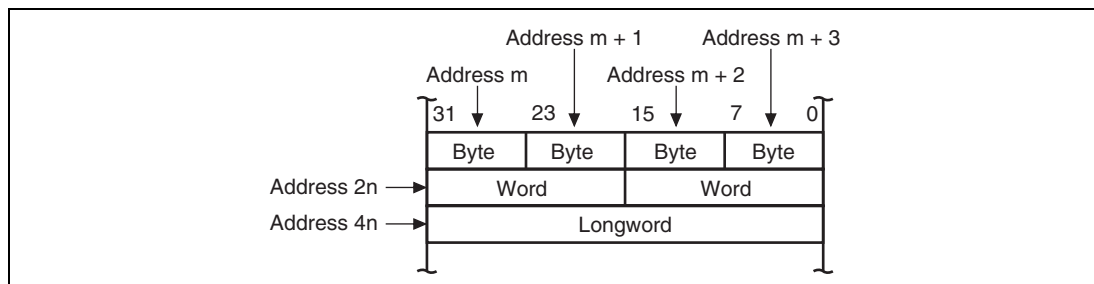 Address m + 1 Address m + 3
Address m Address m + 2
31 23 15 7 0
Byte Byte Byte Byte
Address 2n Word Word
Address 4n Longword